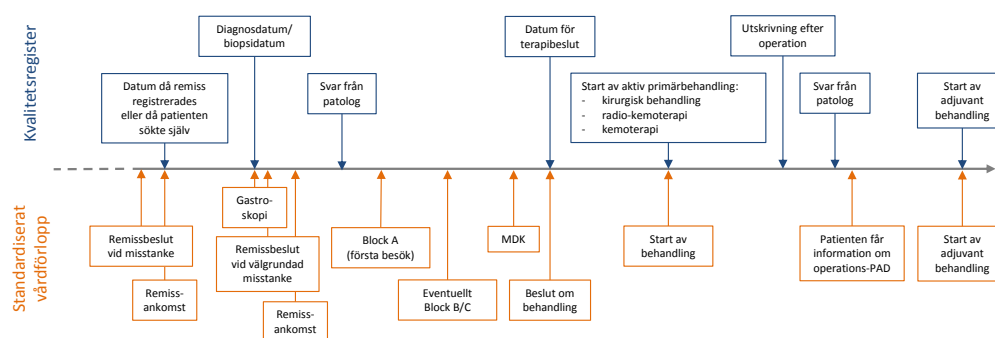 Kvalitetsregister
Datum då remiss
registrerades
eller då patienten
sökte själv
Diagnosdatum/
biopsidatum
Svar från
patolog
Datum för
terapibeslut
Start av aktiv primärbehandling:
- kirurgisk behandling
- radio-kemoterapi
- kemoterapi
Utskrivning efter
operation
Svar från
patolog
Start av
adjuvant
behandling
Standardiserat
vårdförlopp
Remissbeslut
vid misstanke
Remiss-
ankomst
Gastro-
skopi
Remissbeslut
vid välgrundad
misstanke
Remiss-
ankomst
Block A
(första besök)
Eventuellt
Block B/C
MDK
Beslut om
behandling
Start av
behandling
Patienten får
information om
operations-PAD
Start av
adjuvant
behandling